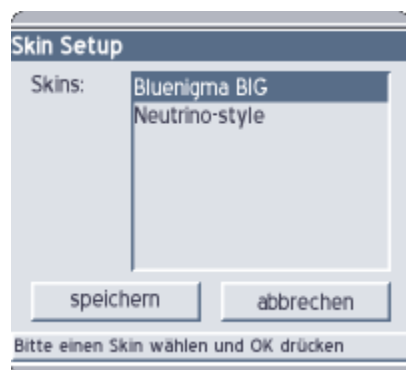 Skin Setup
Skins:
Bluenigma BIG
Neutrino-style
speichern
abbrechen
Bitte einen Skin wählen und OK drücken